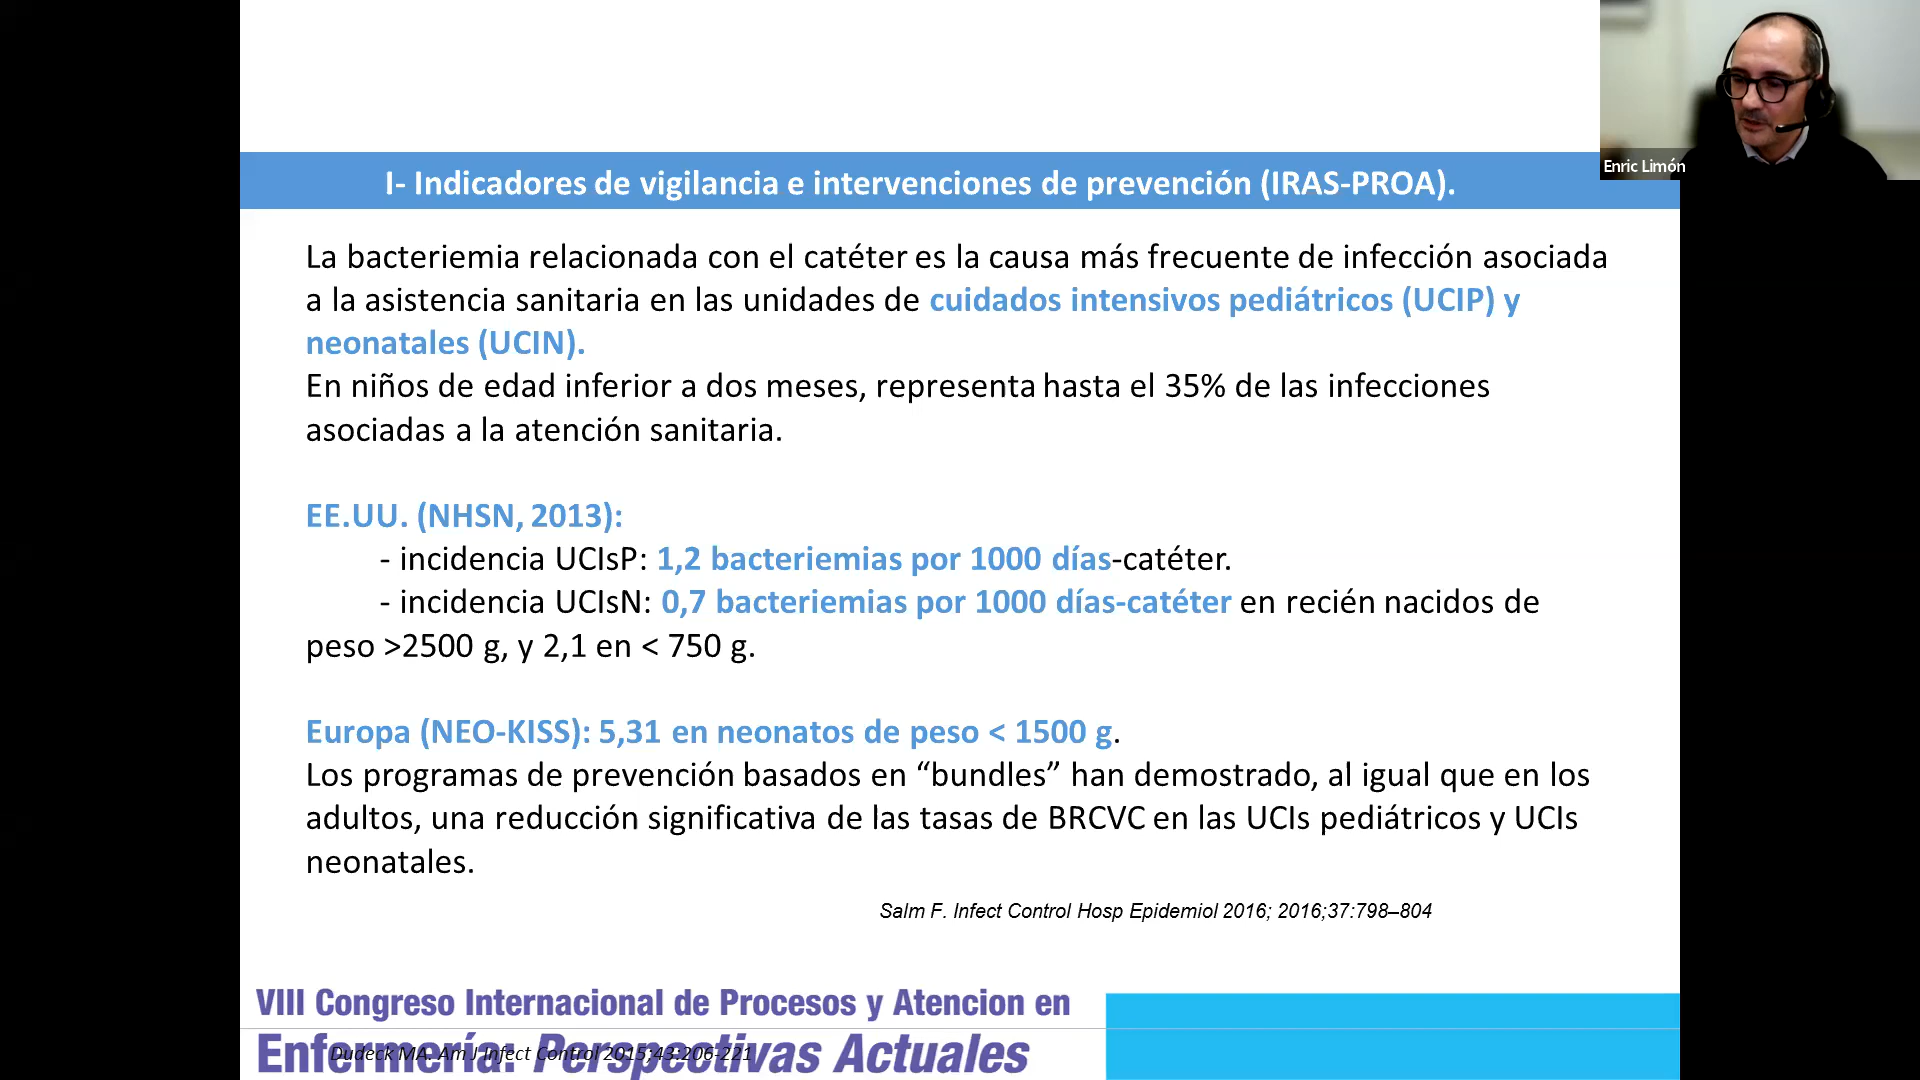 Enric Limón
I- Indicadores de vigilancia e intervenciones de prevención (IRAS-PROA).
La bacteriemia relacionada con el catéter es la causa más frecuente de infección asociada
a la asistencia sanitaria en las unidades de cuidados intensivos pediátricos (UCIP) y
neonatales (UCIN).
En niños de edad inferior a dos meses, representa hasta el 35% de las infecciones
asociadas a la atención sanitaria.
EE.UU. (NHSN, 2013):
- incidencia UCIsP: 1,2 bacteriemias por 1000 días-catéter.
- incidencia UCIsN: 0,7 bacteriemias por 1000 días-catéter en recién nacidos de
peso >2500 g, y 2,1 en < 750 g.
Europa (NEO-KISS): 5,31 en neonatos de peso < 1500 g.
Los programas de prevención basados en “bundles” han demostrado, al igual que en los
adultos, una reducción significativa de las tasas de BRCVC en las UCIs pediátricos y UCIs
neonatales.
Salm F. Infect Control Hosp Epidemiol 2016; 2016;37:798–804
VIII Congreso Internacional de Procesos y Atencion en
Enfermería: Perspectivas Actuales
Dudeck MA. Am J Infect Control 2015;43:206-221